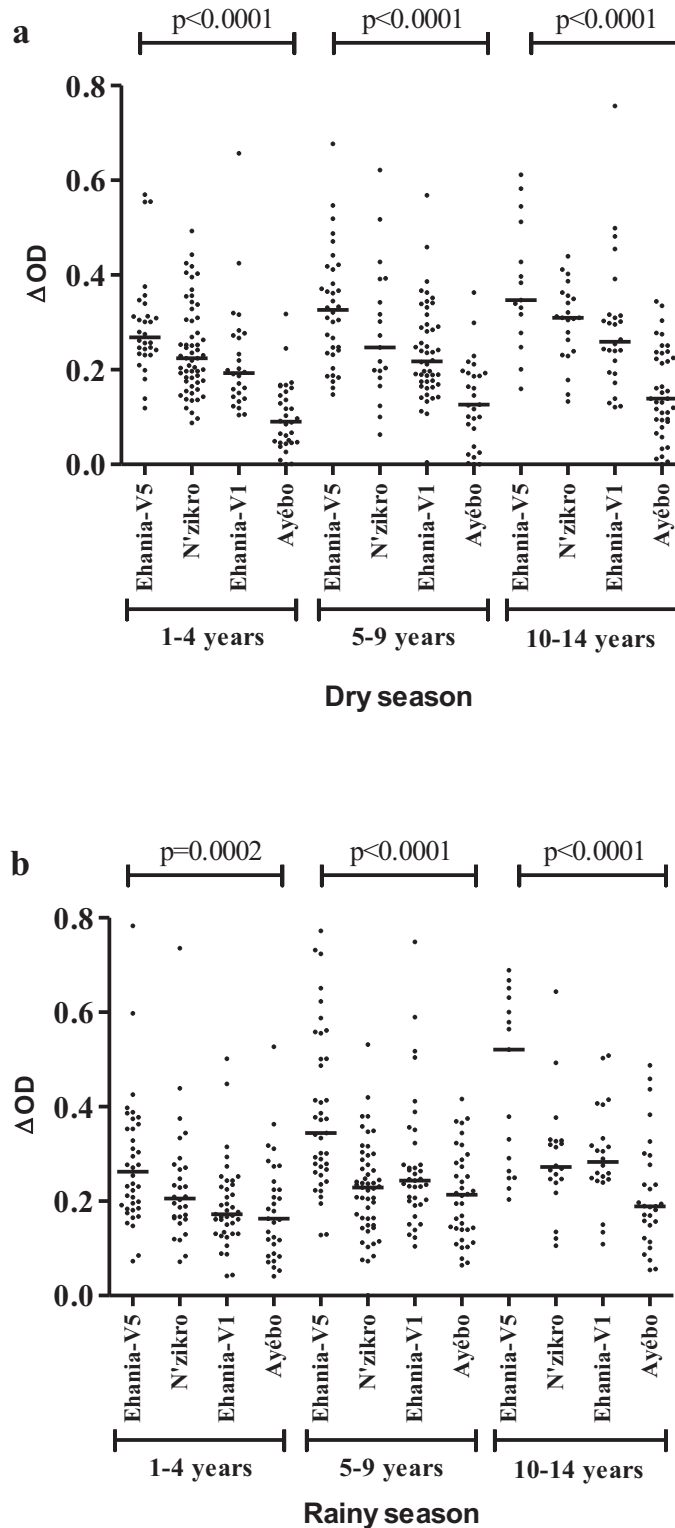 a
p<0.0001 p<0.0001 p<0.0001
0.8
0.6
0.4
0.2
0.0
ΔOD
Ehania-V5 N'zikro Ehania-V1 Ayébo Ehania-V5 N'zikro Ehania-V1 Ayébo Ehania-V5 N'zikro Ehania-V1 Ayébo
1-4 years 5-9 years 10-14 years
Dry season
b
p=0.0002 p<0.0001 p<0.0001
0.8
0.6
0.4
0.2
0.0
ΔOD
Ehania-V5 N'zikro Ehania-V1 Ayébo Ehania-V5 N'zikro Ehania-V1 Ayébo Ehania-V5 N'zikro Ehania-V1 Ayébo
1-4 years 5-9 years 10-14 years
Rainy season